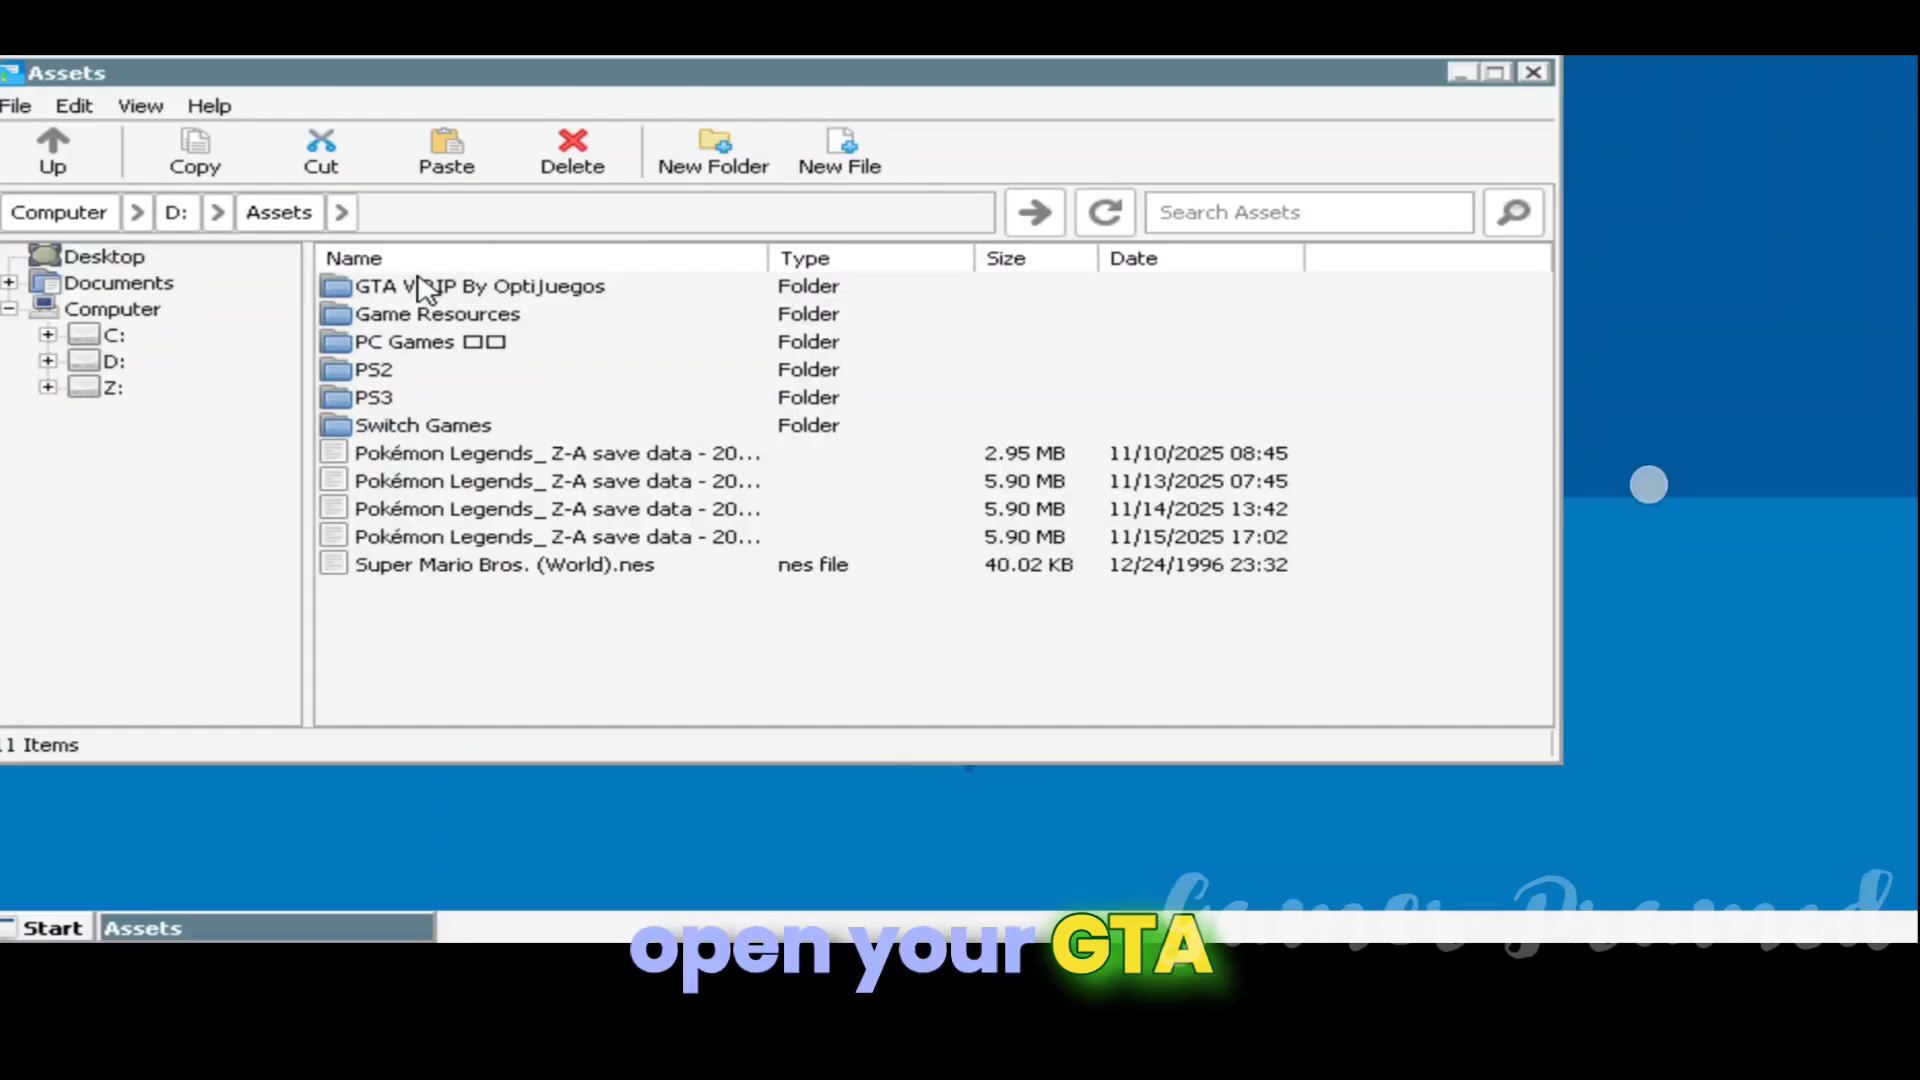 Assets
File Edit View Help
Up Copy Cut Paste Delete New Folder New File
Computer D: Assets Search Assets
Desktop
Documents
Computer
C:
D:
Z:
Name Type Size Date
GTA By OptiJuegos Folder
Game Resources Folder
PC Games □□ Folder
PS2 Folder
PS3 Folder
Switch Games Folder
Pokémon Legends_ Z-A save data - 20... 2.95 MB 11/10/2025 08:45
Pokémon Legends_ Z-A save data - 20... 5.90 MB 11/13/2025 07:45
Pokémon Legends_ Z-A save data - 20... 5.90 MB 11/14/2025 13:42
Pokémon Legends_ Z-A save data - 20... 5.90 MB 11/15/2025 17:02
Super Mario Bros. (World).nes nes file 40.02 KB 12/24/1996 23:32
11 Items
Start Assets
open your GTA